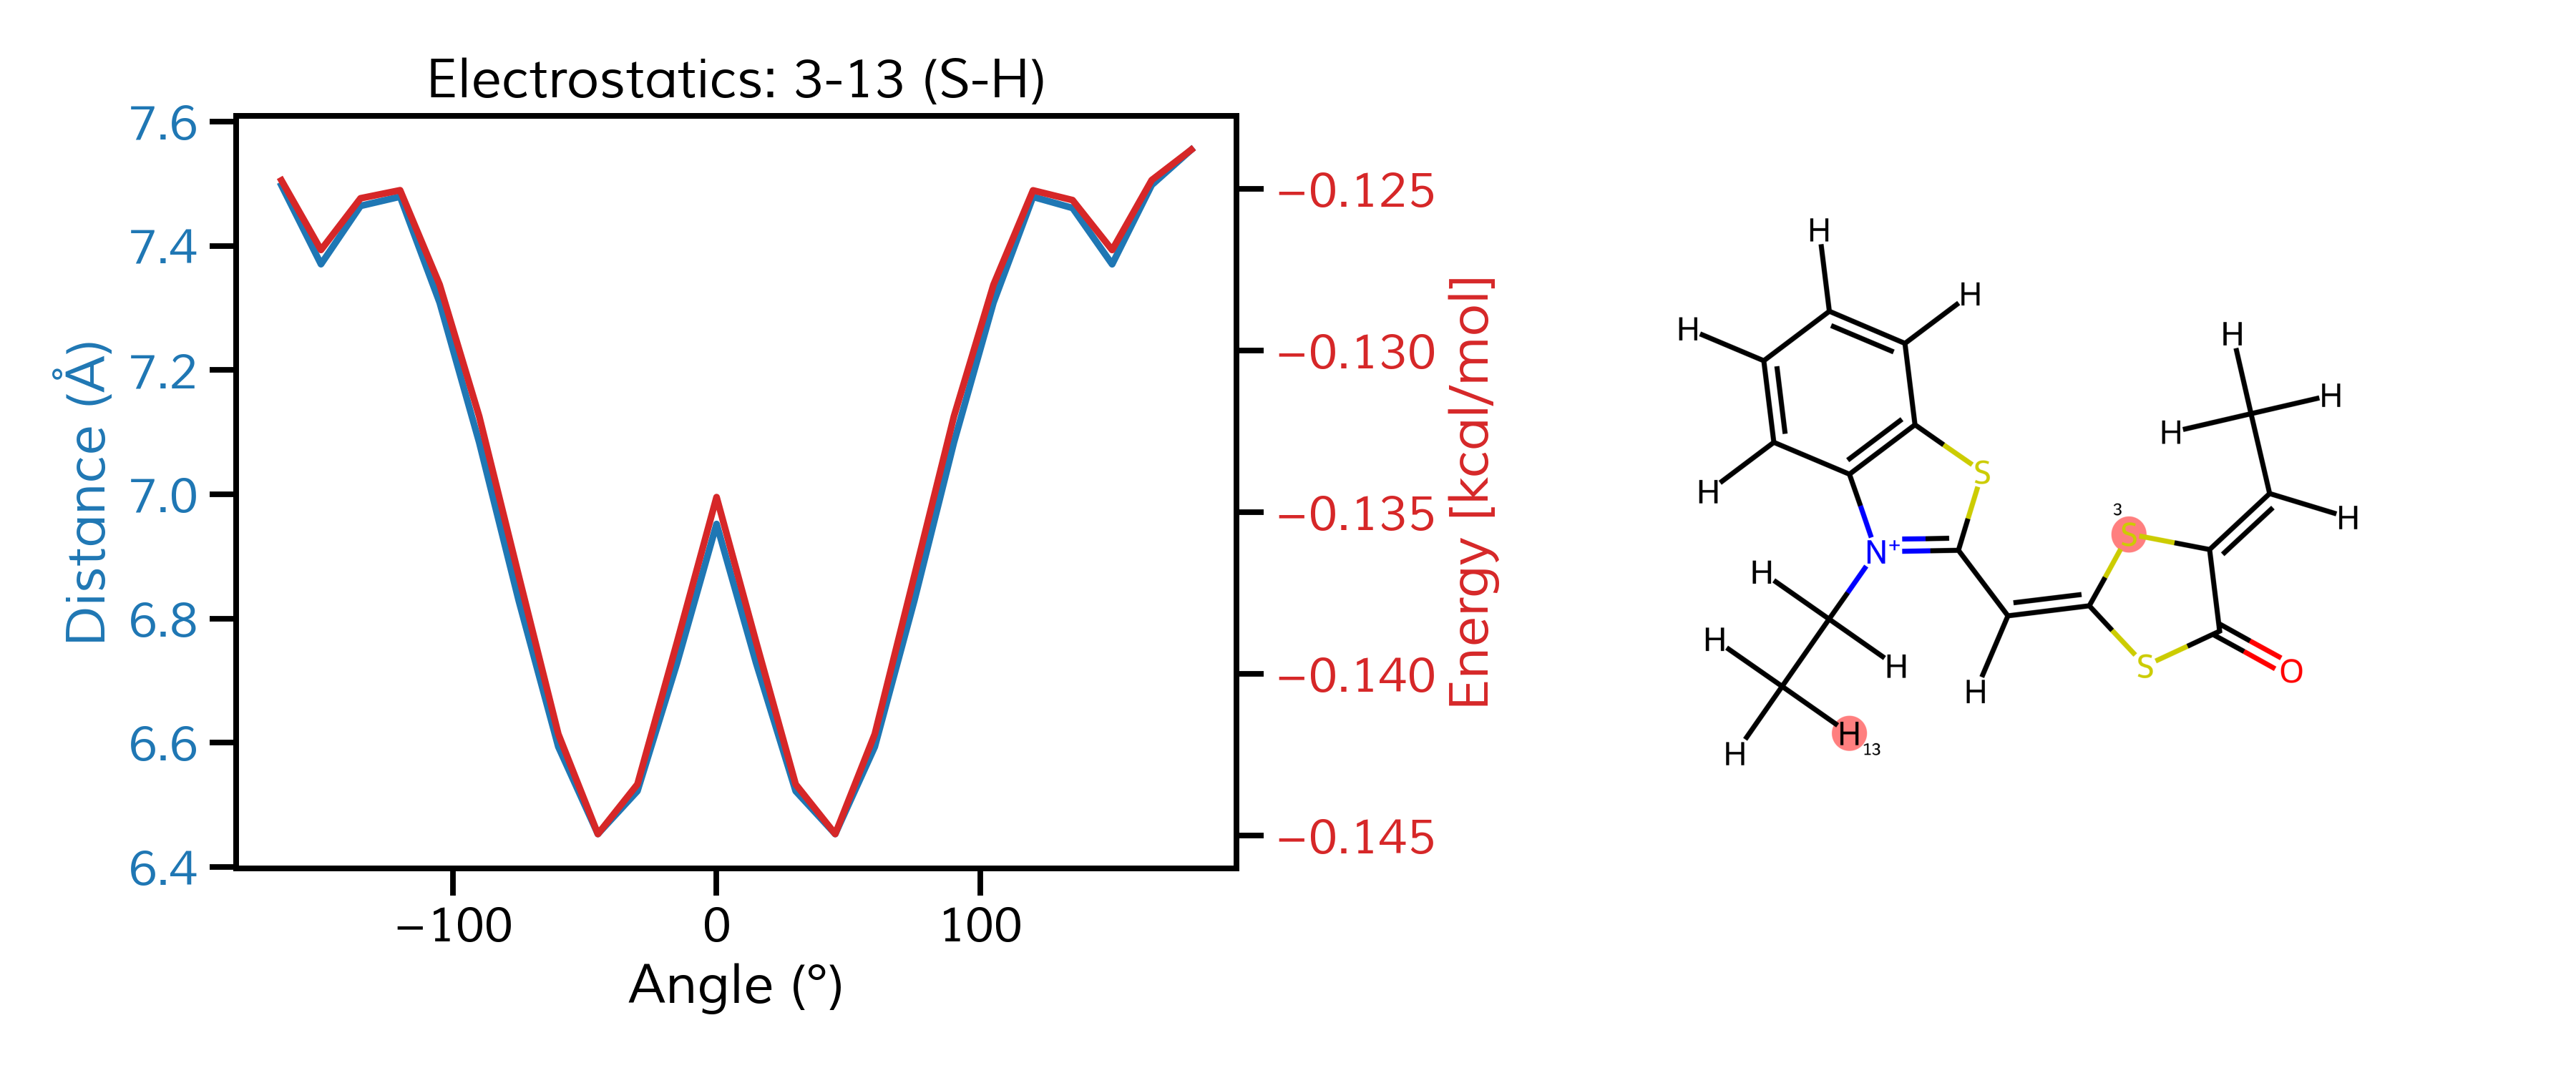 Electrostatics: 3-13 (S-H)
7.6
7.4
7.2
7.0
6.8
6.6
6.4
Distance (Å)
−100
0
100
Angle (°)
−0.125
−0.130
−0.135
−0.140
−0.145
Energy [kcal/mol]
H
H
H
H
H
H
H
S
3
S
H
N+
H
H
H
H
S
O
H
H
13